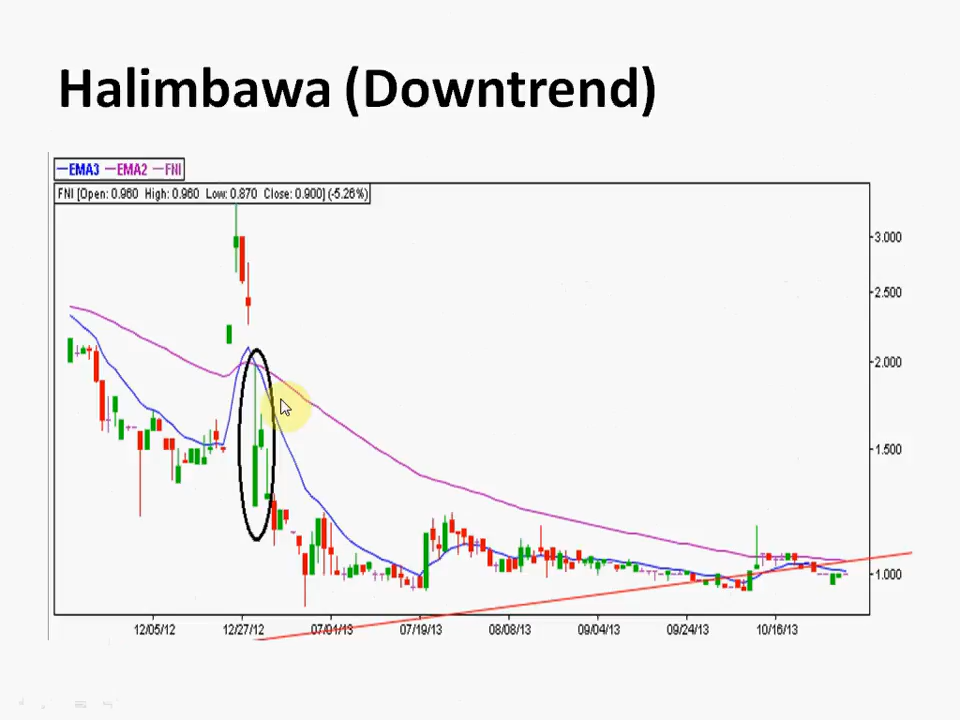 Halimbawa (Downtrend)
EMA3 EMA2 FNI
FNI [Open: 0.960 High: 0.960 Low: 0.870 Close: 0.900] (-5.26%)
3.000
2.500
2.000
1.500
1.000
12/05/12 12/27/12 07/01/13 07/19/13 08/08/13 09/04/13 09/24/13 10/16/13